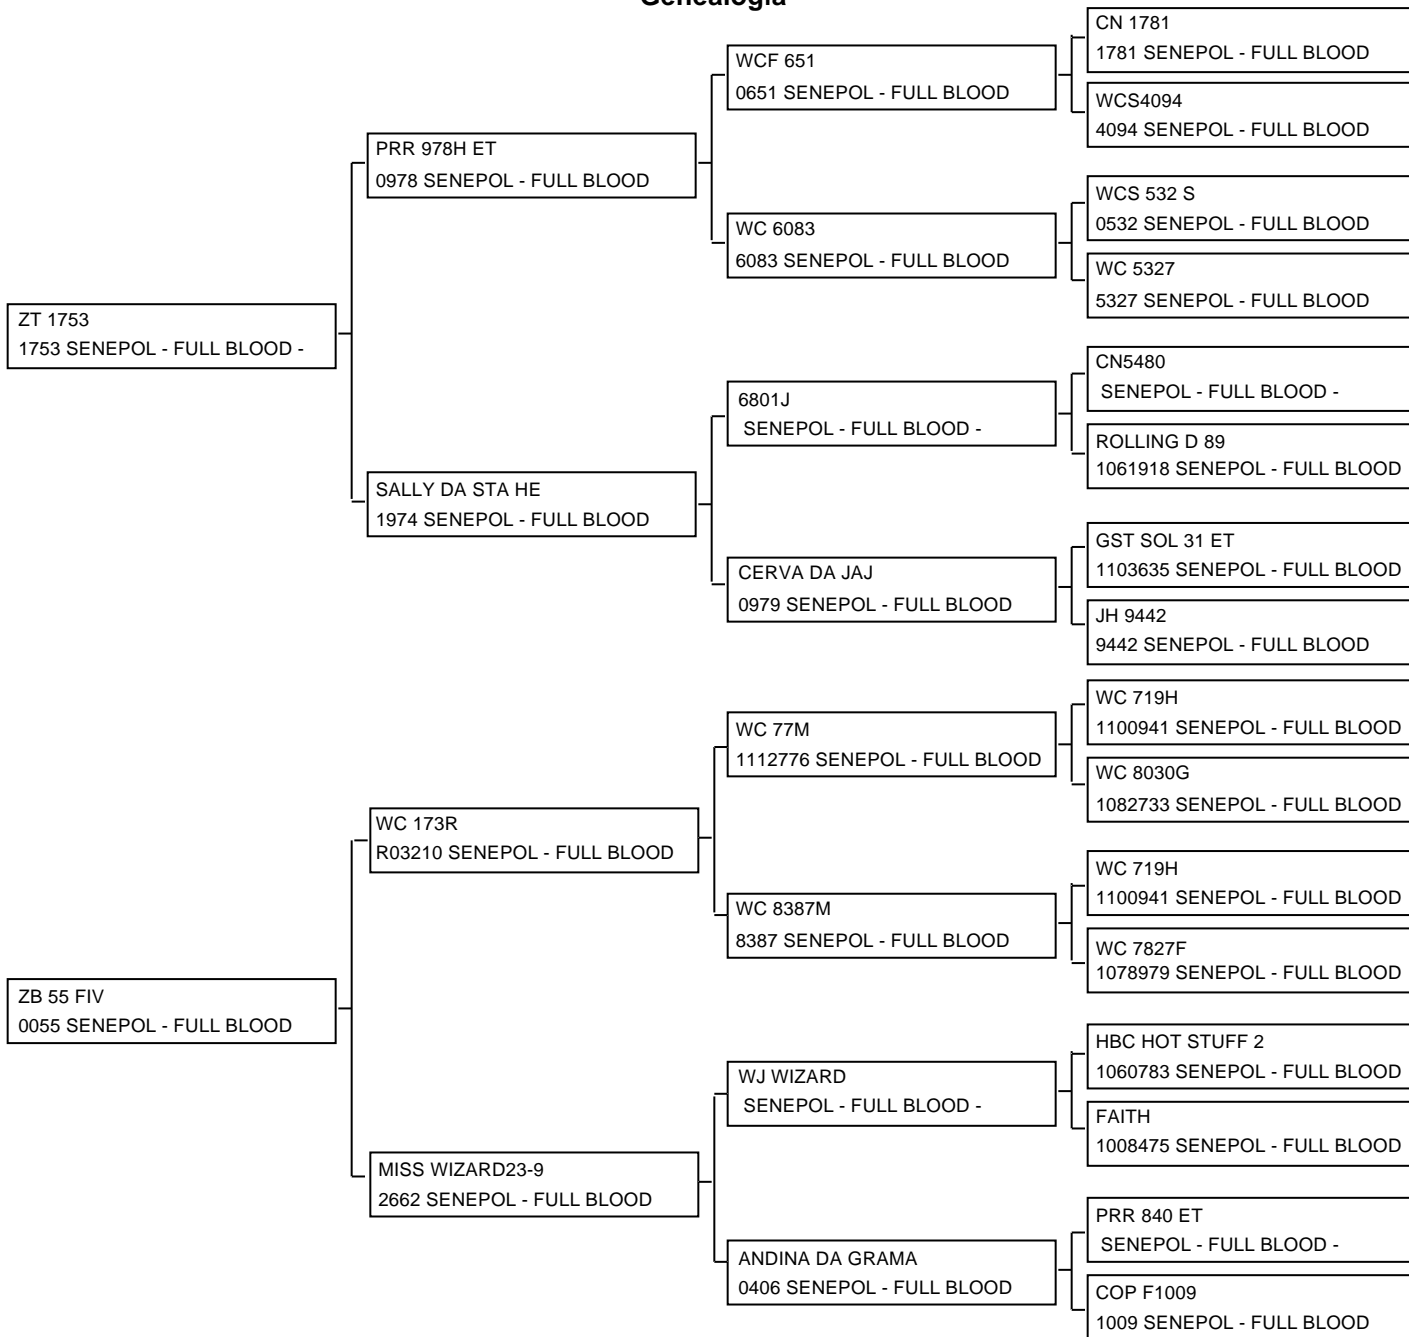 Genealogia
CN 1781
1781 SENEPOL - FULL BLOOD
WCF 651
0651 SENEPOL - FULL BLOOD
WCS4094
4094 SENEPOL - FULL BLOOD
PRR 978H ET
0978 SENEPOL - FULL BLOOD
WCS 532 S
0532 SENEPOL - FULL BLOOD
WC 6083
6083 SENEPOL - FULL BLOOD
WC 5327
5327 SENEPOL - FULL BLOOD
ZT 1753
1753 SENEPOL - FULL BLOOD -
CN5480
SENEPOL - FULL BLOOD -
6801J
SENEPOL - FULL BLOOD -
ROLLING D 89
1061918 SENEPOL - FULL BLOOD
SALLY DA STA HE
1974 SENEPOL - FULL BLOOD
GST SOL 31 ET
1103635 SENEPOL - FULL BLOOD
CERVA DA JAJ
0979 SENEPOL - FULL BLOOD
JH 9442
9442 SENEPOL - FULL BLOOD
WC 719H
1100941 SENEPOL - FULL BLOOD
WC 77M
1112776 SENEPOL - FULL BLOOD
WC 8030G
1082733 SENEPOL - FULL BLOOD
WC 173R
R03210 SENEPOL - FULL BLOOD
WC 719H
1100941 SENEPOL - FULL BLOOD
WC 8387M
8387 SENEPOL - FULL BLOOD
WC 7827F
1078979 SENEPOL - FULL BLOOD
ZB 55 FIV
0055 SENEPOL - FULL BLOOD
HBC HOT STUFF 2
1060783 SENEPOL - FULL BLOOD
WJ WIZARD
SENEPOL - FULL BLOOD -
FAITH
1008475 SENEPOL - FULL BLOOD
MISS WIZARD23-9
2662 SENEPOL - FULL BLOOD
PRR 840 ET
SENEPOL - FULL BLOOD -
ANDINA DA GRAMA
0406 SENEPOL - FULL BLOOD
COP F1009
1009 SENEPOL - FULL BLOOD